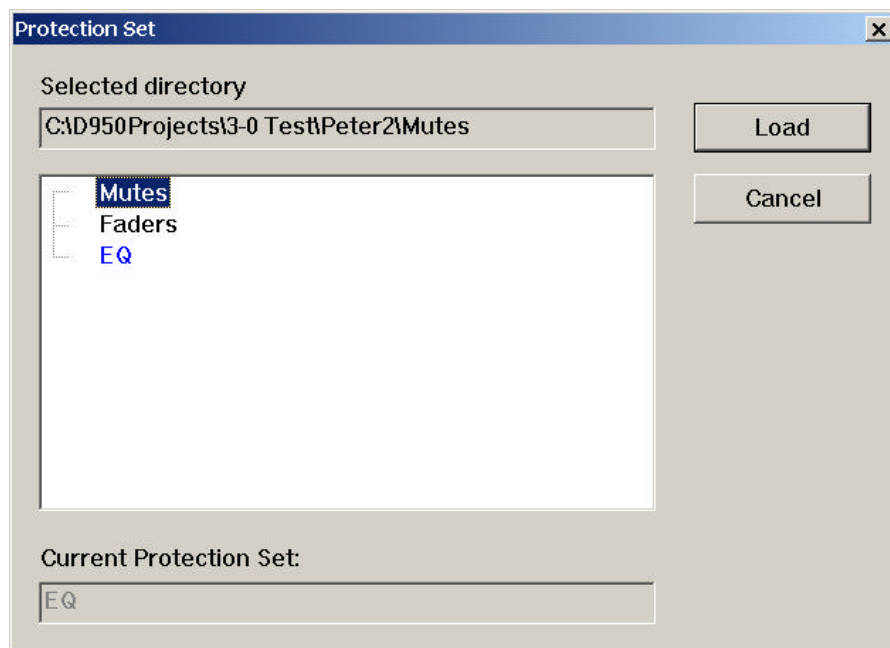 Protection Set
Selected directory
C:\D950Projects\3-0 Test\Peter2\Mutes
Load
Mutes
Cancel
Faders
EQ
Current Protection Set:
EQ